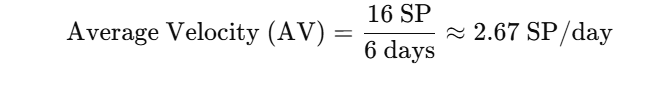 Average Velocity (AV) = 16 SP / 6 days ≈ 2.67 SP/day